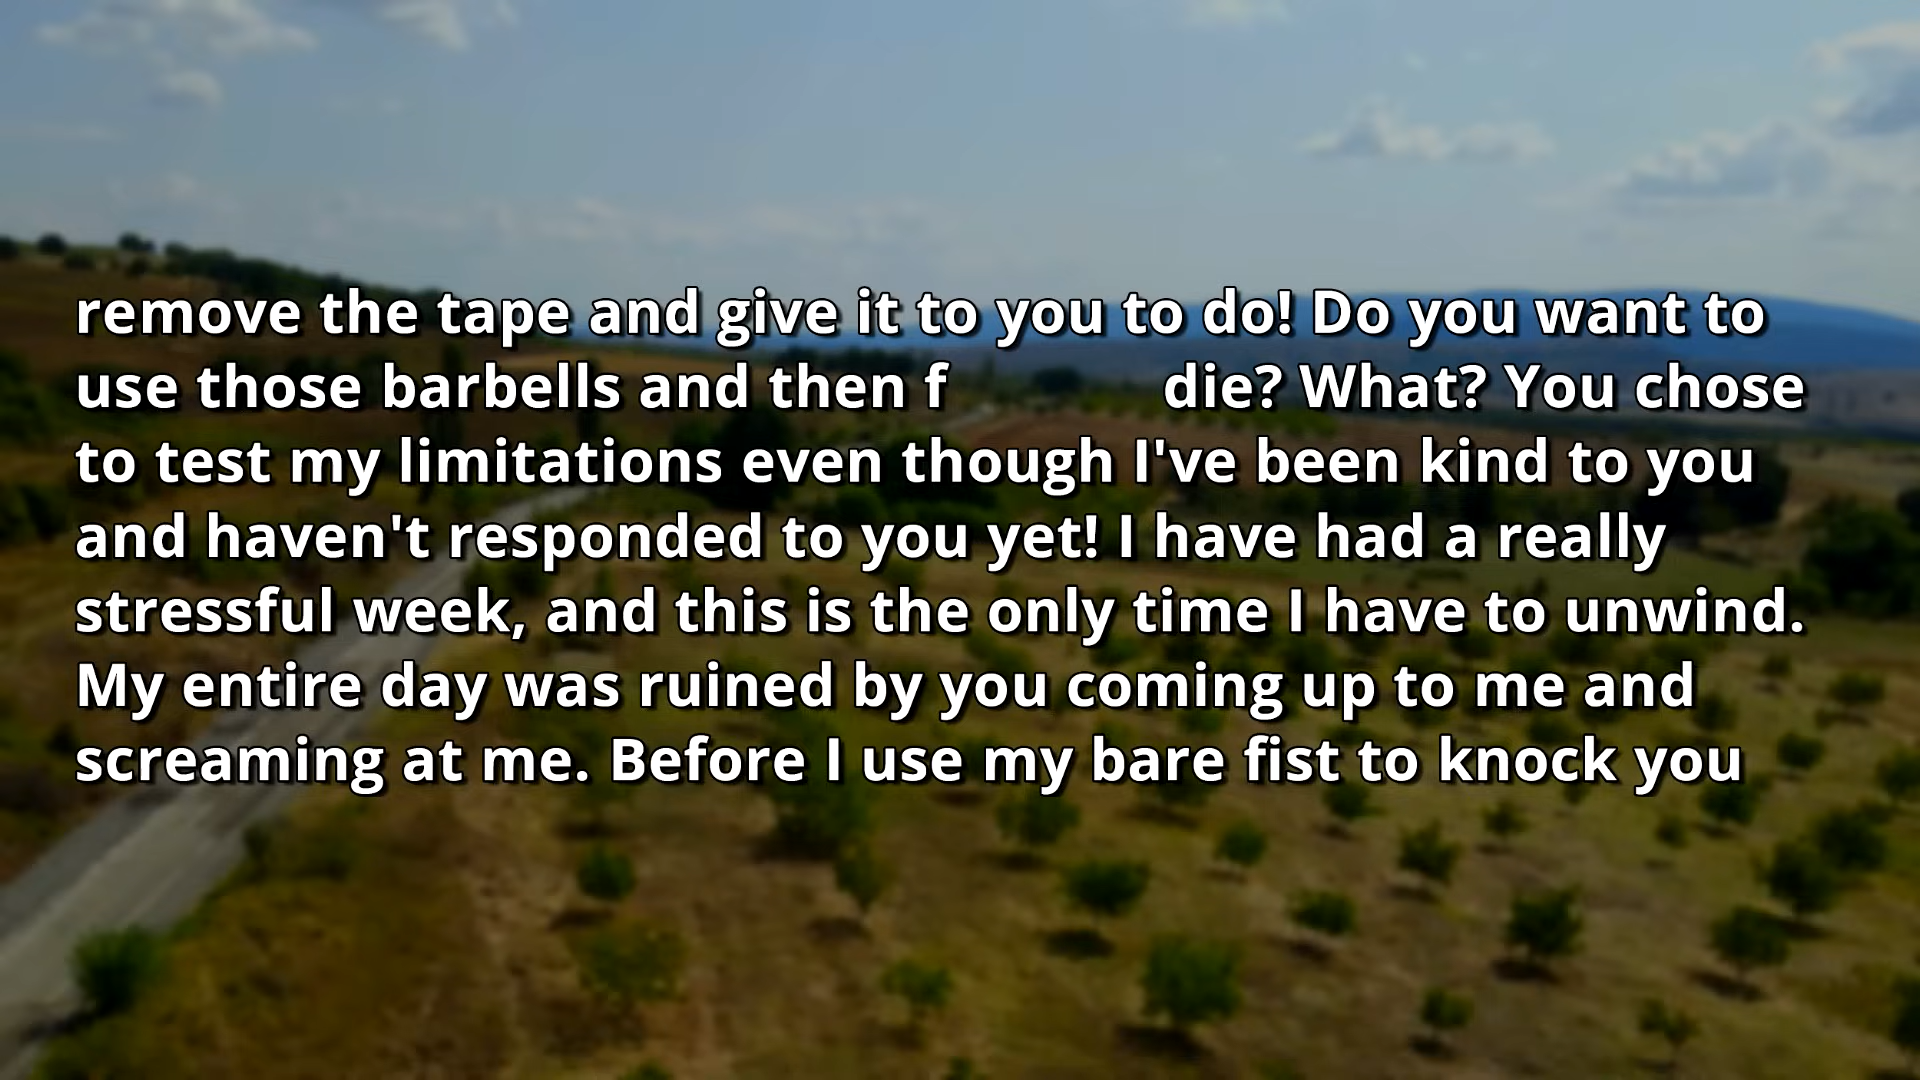 remove the tape and give it to you to do! Do you want to
use those barbells and then f die? What? You chose
to test my limitations even though I've been kind to you
and haven't responded to you yet! I have had a really
stressful week, and this is the only time I have to unwind.
My entire day was ruined by you coming up to me and
screaming at me. Before I use my bare fist to knock you